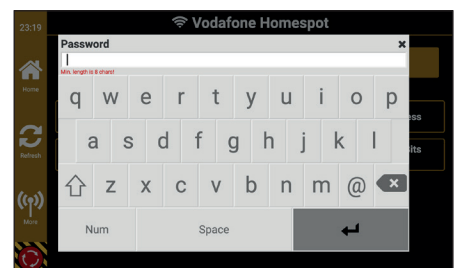 23:19
Vodafone Homespot
Password
Min. length is 8 chars!
Home
ess
Refresh
its
More
q w e r t y u i o p
a s d f g h j k l
z x c v b n m @
Num Space